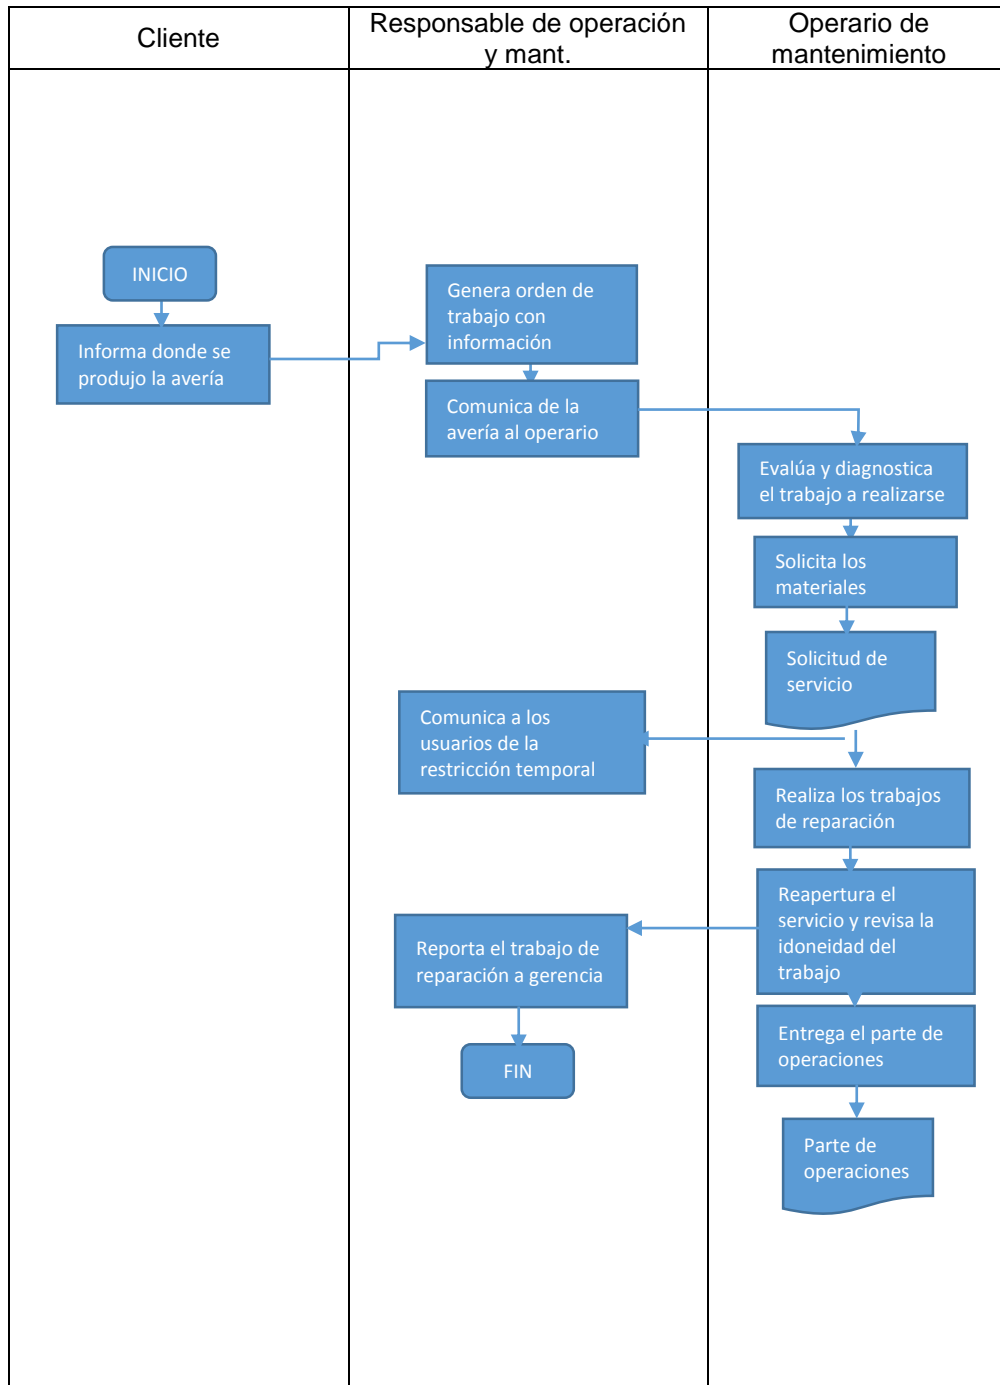 Cliente
Responsable de operación
y mant.
Operario de
mantenimiento
INICIO
Informa donde se
produjo la avería
Genera orden de
trabajo con
información
Comunica de la
avería al operario
Evalúa y diagnostica
el trabajo a realizarse
Solicita los
materiales
Solicitud de
servicio
Comunica a los
usuarios de la
restricción temporal
Realiza los trabajos
de reparación
Reapertura el
servicio y revisa la
idoneidad del
trabajo
Reporta el trabajo de
reparación a gerencia
FIN
Entrega el parte de
operaciones
Parte de
operaciones